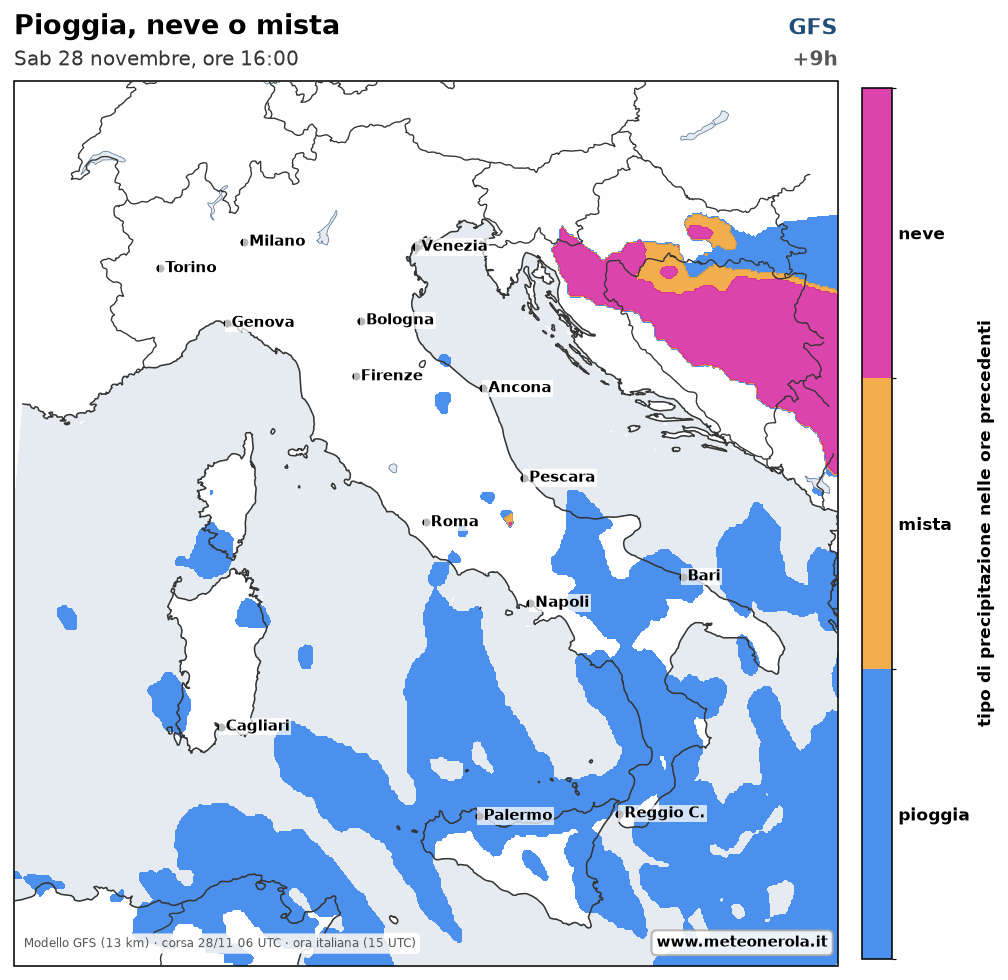 Pioggia, neve o mista
GFS
Sab 28 novembre, ore 16:00
+9h
neve
Milano
Venezia
Torino
Genova
Bologna
Firenze
Ancona
Pescara
Roma
mista
Bari
Napoli
Cagliari
Palermo
Reggio C.
pioggia
tipo di precipitazione nelle ore precedenti
Modello GFS (13 km) · corsa 28/11 06 UTC · ora italiana (15 UTC)
www.meteonerola.it